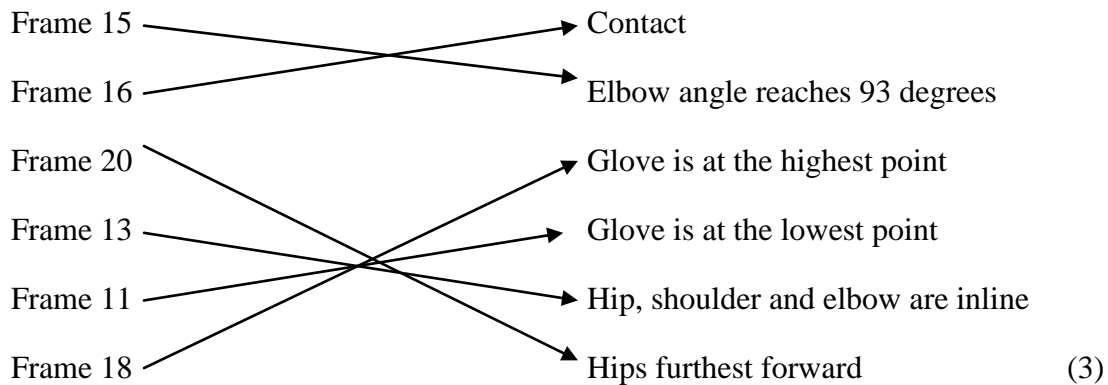 Frame 15 Contact
Frame 16 Elbow angle reaches 93 degrees
Frame 20 Glove is at the highest point
Frame 13 Glove is at the lowest point
Frame 11 Hip, shoulder and elbow are inline
Frame 18 Hips furthest forward (3)